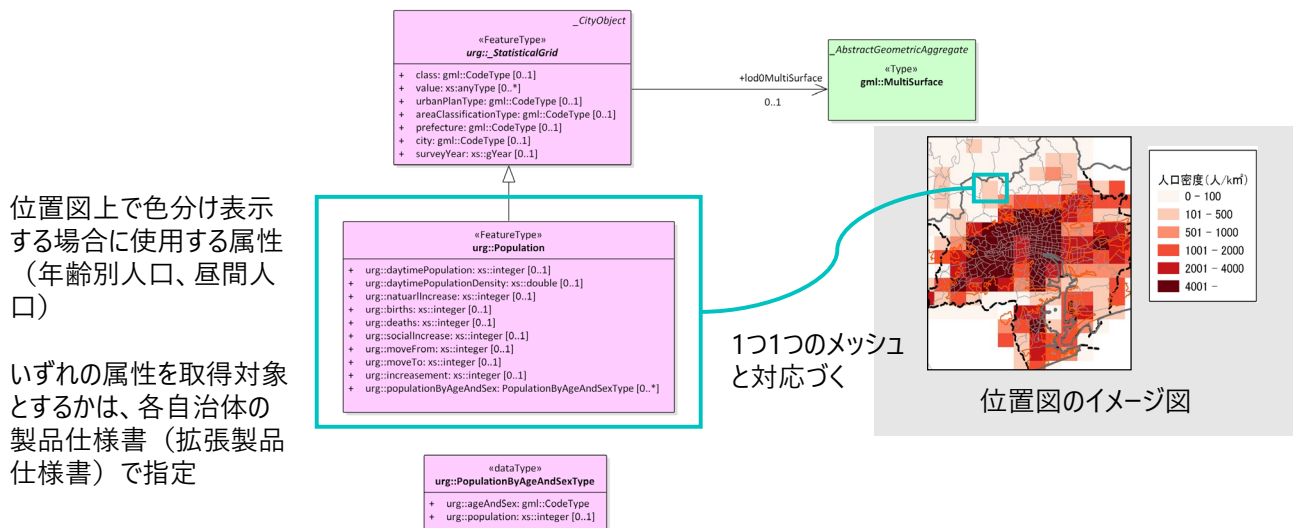 _CityObject
«FeatureType»
urg::_StatisticalGrid
+ class: gml::CodeType [0..1]
+ value: xs:anyType [0..*]
+ urbanPlanType: gml::CodeType [0..1]
+ areaClassificationType: gml::CodeType [0..1]
+ prefecture: gml::CodeType [0..1]
+ city: gml::CodeType [0..1]
+ surveyYear: xs::gYear [0..1]
+lod0MultiSurface
0..1
_AbstractGeometricAggregate
«Type»
gml::MultiSurface
位置図上で色分け表示
する場合に使用する属性
（年齢別人口、昼間人
口）
いずれの属性を取得対象
とするかは、各自治体の
製品仕様書（拡張製品
仕様書）で指定
«FeatureType»
urg::Population
+ urg::daytimePopulation: xs::integer [0..1]
+ urg::daytimePopulationDensity: xs::double [0..1]
+ urg::natuarlIncrease: xs::integer [0..1]
+ urg::births: xs::integer [0..1]
+ urg::deaths: xs::integer [0..1]
+ urg::socialIncrease: xs::integer [0..1]
+ urg::moveFrom: xs::integer [0..1]
+ urg::moveTo: xs::integer [0..1]
+ urg::increasement: xs::integer [0..1]
+ urg::populationByAgeAndSex: PopulationByAgeAndSexType [0..*]
1つ1つのメッシュ
と対応づく
人口密度(人/k㎡)
0 - 100
101 - 500
501 - 1000
1001 - 2000
2001 - 4000
4001 -
位置図のイメージ図
«dataType»
urg::PopulationByAgeAndSexType
+ urg::ageAndSex: gml::CodeType
+ urg::population: xs::integer [0..1]